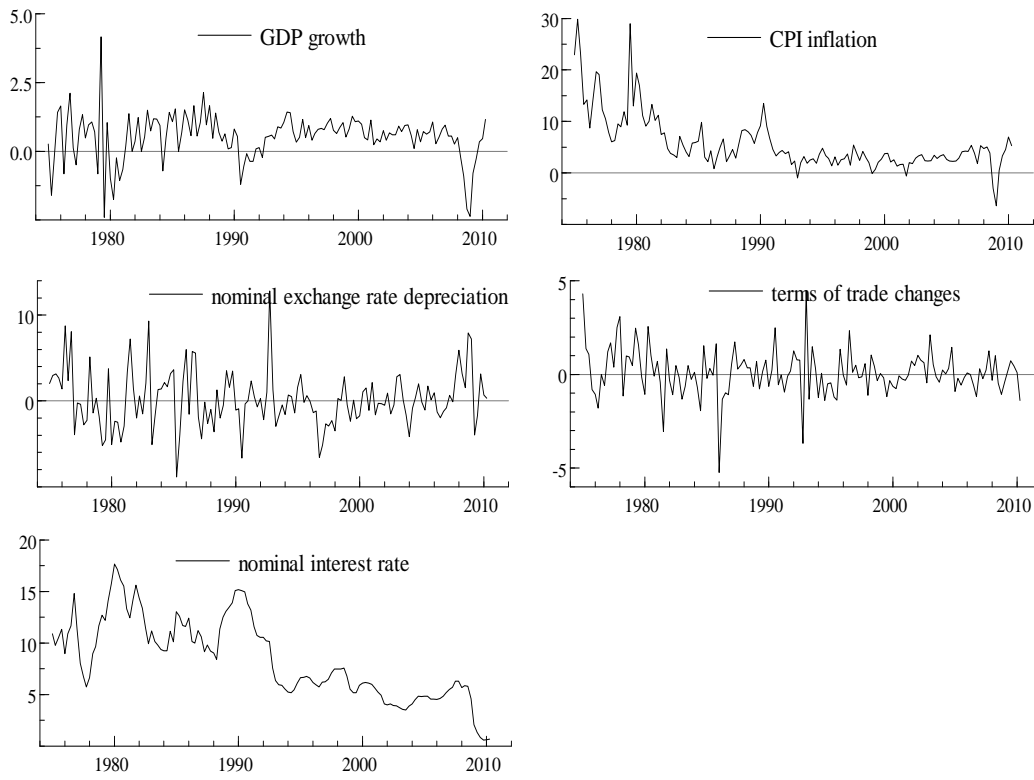 5.0
GDP growth
2.5
0.0
1980 1990 2000 2010
30
CPI inflation
20
10
0
1980 1990 2000 2010
nominal exchange rate depreciation
10
0
1980 1990 2000 2010
5
terms of trade changes
0
-5
1980 1990 2000 2010
20
nominal interest rate
15
10
5
1980 1990 2000 2010